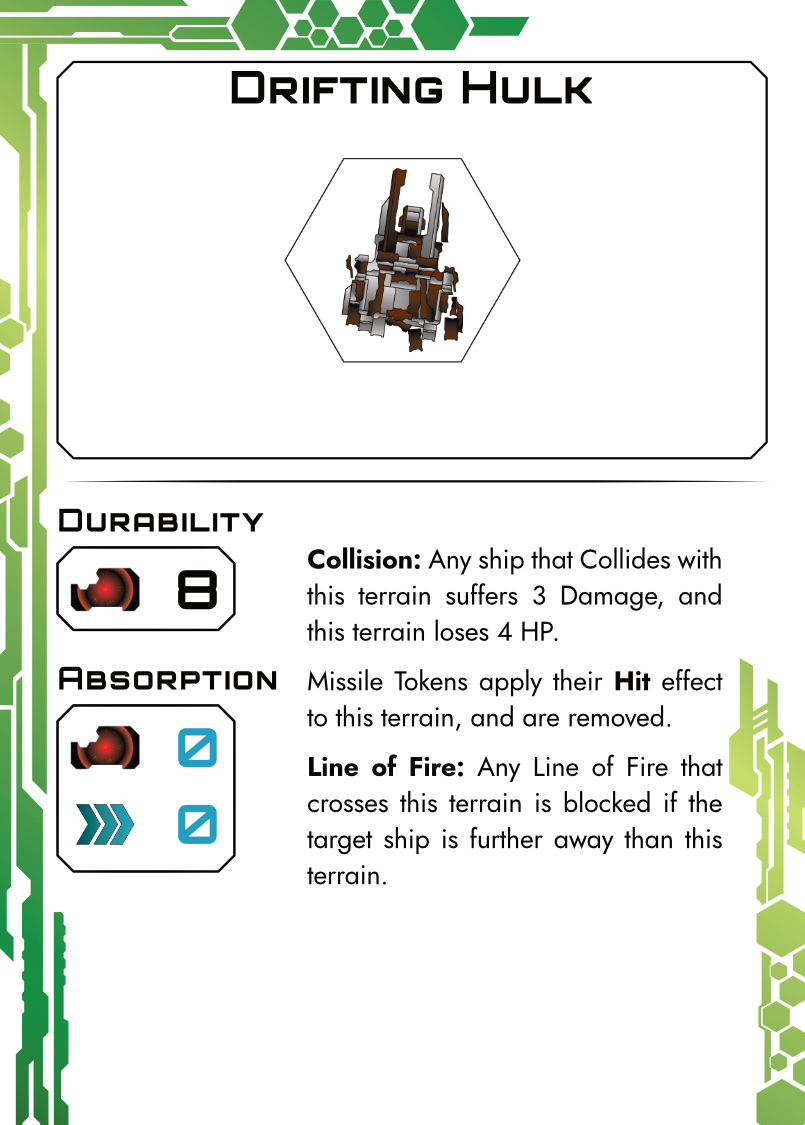 Drifting Hulk
Durability
8
Absorption
0
0
Collision: Any ship that Collides with
this terrain suffers 3 Damage, and
this terrain loses 4 HP.
Missile Tokens apply their Hit effect
to this terrain, and are removed.
Line of Fire: Any Line of Fire that
crosses this terrain is blocked if the
target ship is further away than this
terrain.